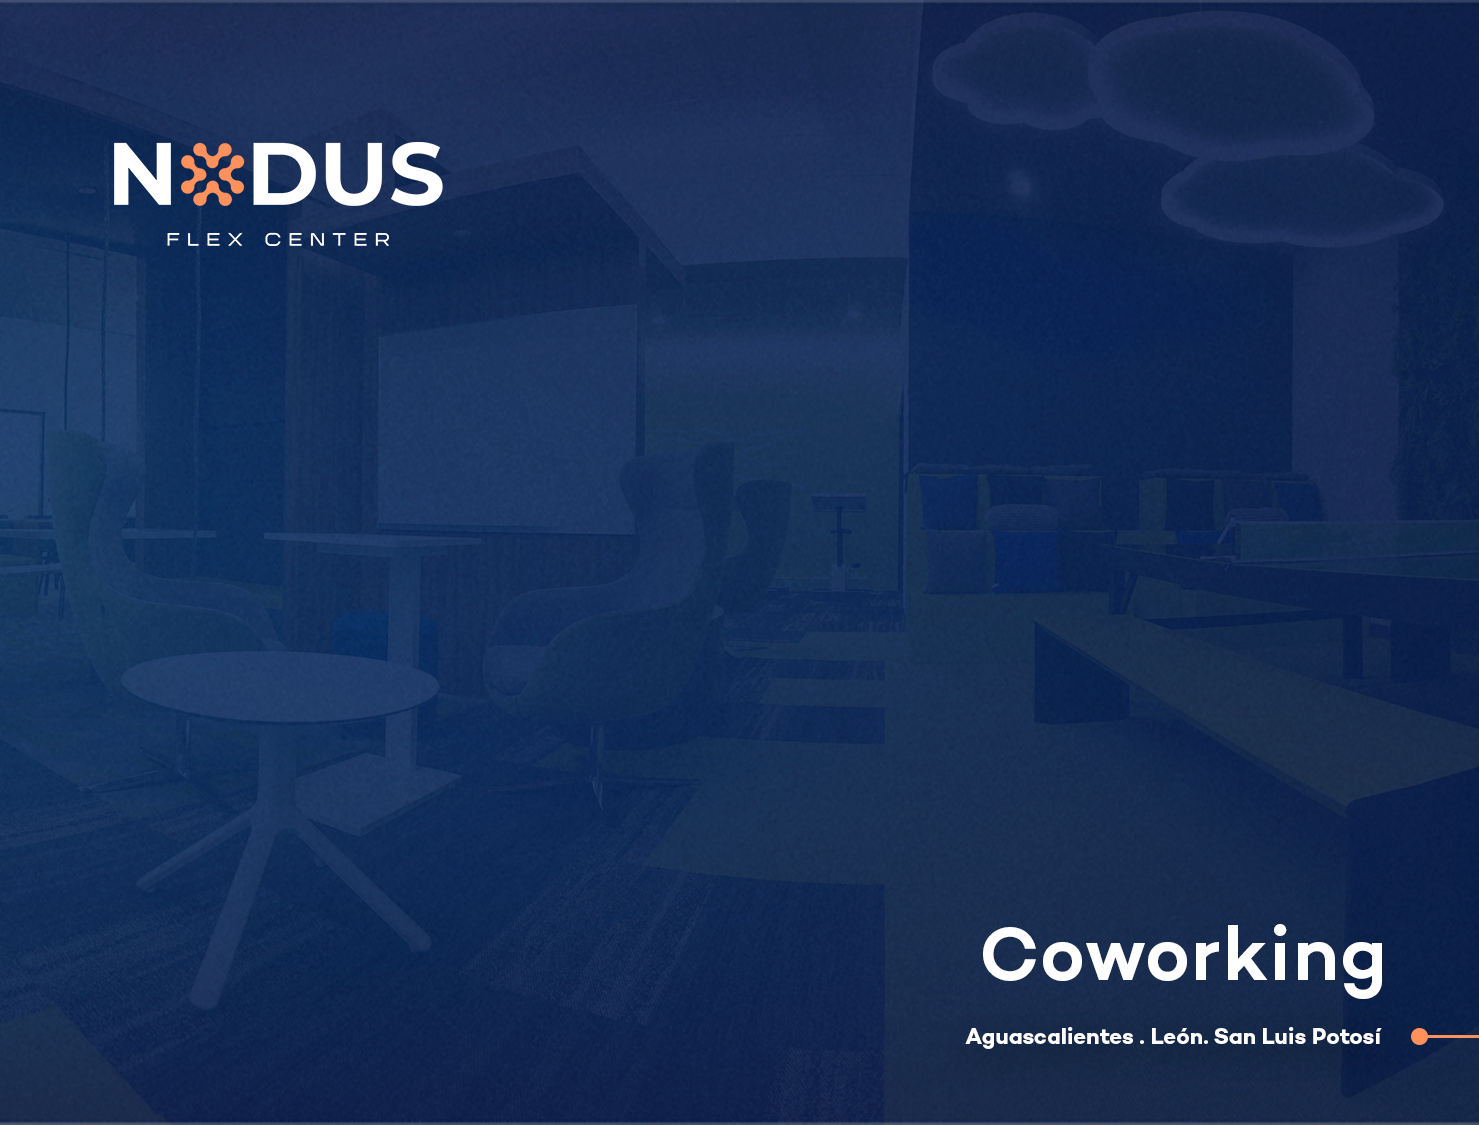 NODUS
FLEX CENTER
Coworking
Aguascalientes . León. San Luis Potosí